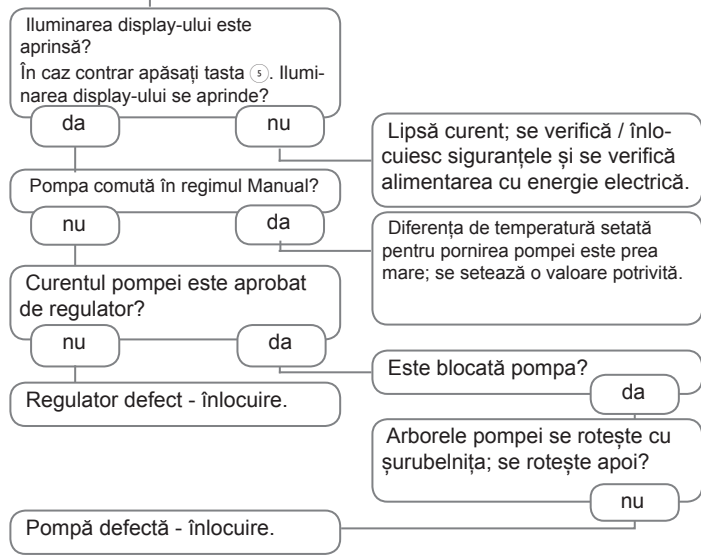 Iluminarea display-ului este
aprinsă?
În caz contrar apăsați tasta ⑤. Ilumi-
narea display-ului se aprinde?
da
nu
Lipsă curent; se verifică / înlo-
cuiesc siguranțele și se verifică
alimentarea cu energie electrică.
Pompa comută în regimul Manual?
nu
da
Diferența de temperatură setată
pentru pornirea pompei este prea
mare; se setează o valoare potrivită.
Curentul pompei este aprobat
de regulator?
nu
da
Este blocată pompa?
da
Regulator defect - înlocuire.
Arborele pompei se rotește cu
șurubelnița; se rotește apoi?
nu
Pompă defectă - înlocuire.